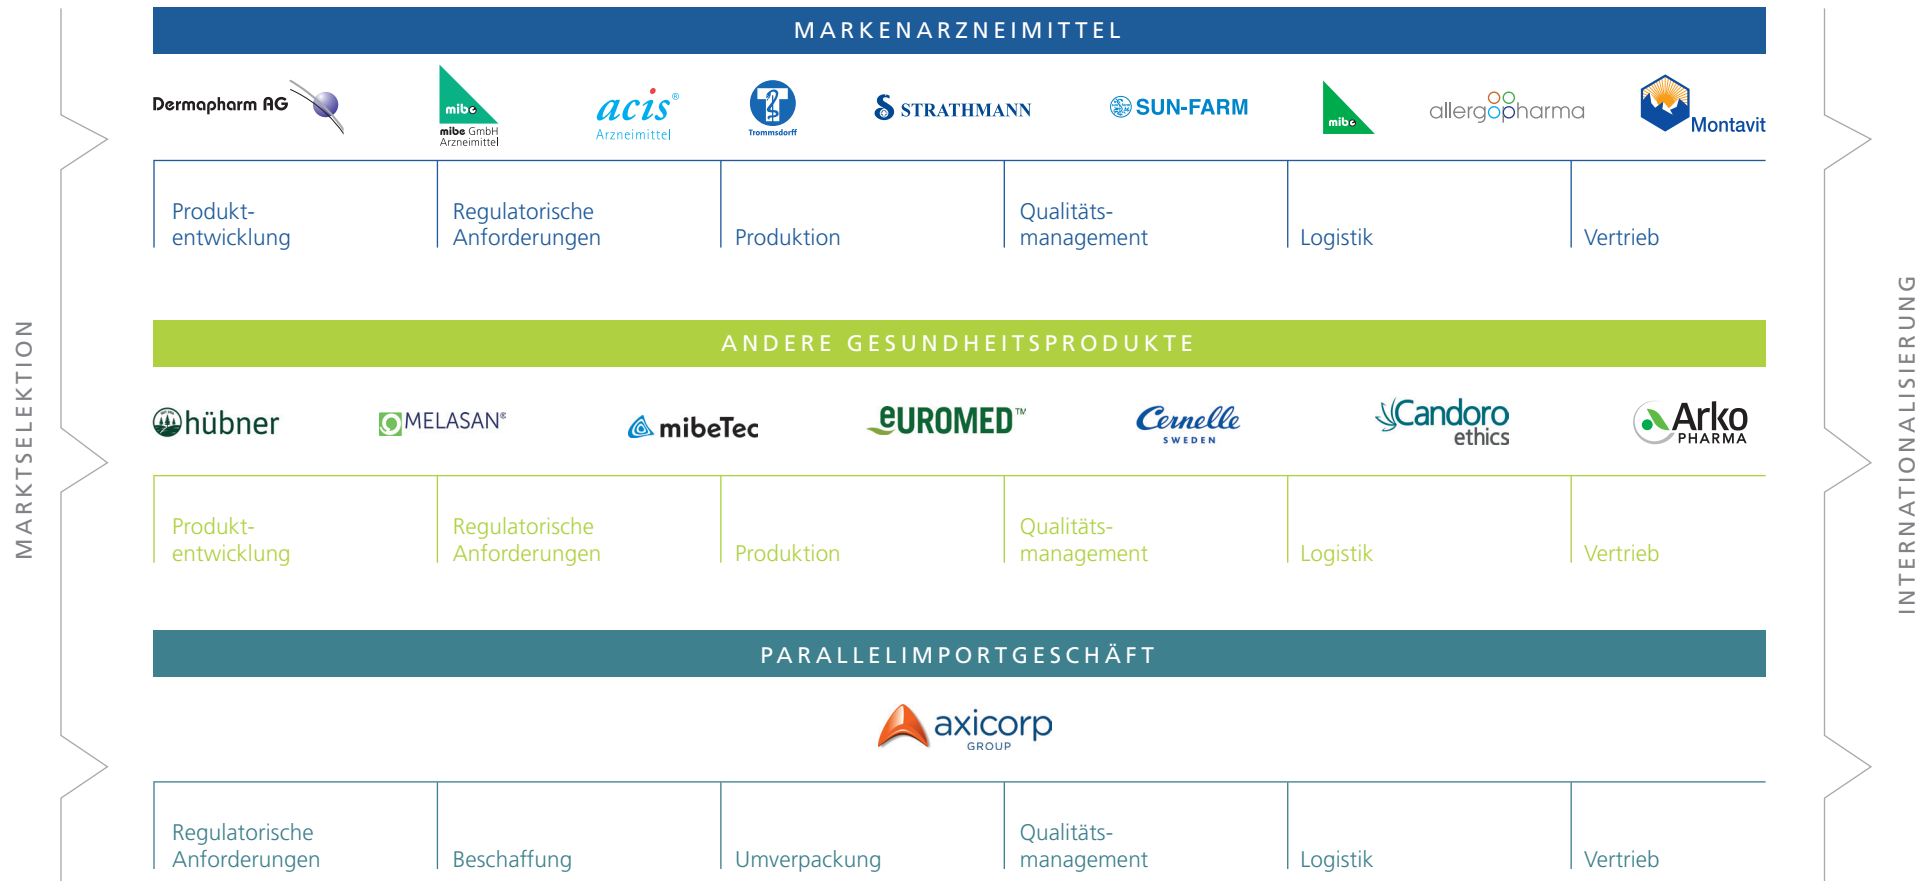 MARKENARZNEIMITTEL
Dermapharm AG
mibe
mibe GmbH
Arzneimittel
acis®
Arzneimittel
T
Trommsdorff
S STRATHMANN
SUN-FARM
mibe
allergopharma
Montavit
Produkt-
entwicklung
Regulatorische
Anforderungen
Produktion
Qualitäts-
management
Logistik
Vertrieb
MARKTSELEKTION
INTERNATIONALISIERUNG
ANDERE GESUNDHEITSPRODUKTE
hübner
MELASAN®
mibeTec
euromed™
Cernelle
SWEDEN
Candoro
ethics
Arko
PHARMA
Produkt-
entwicklung
Regulatorische
Anforderungen
Produktion
Qualitäts-
management
Logistik
Vertrieb
PARALLELIMPORTGESCHÄFT
axicorp
GROUP
Regulatorische
Anforderungen
Beschaffung
Umverpackung
Qualitäts-
management
Logistik
Vertrieb